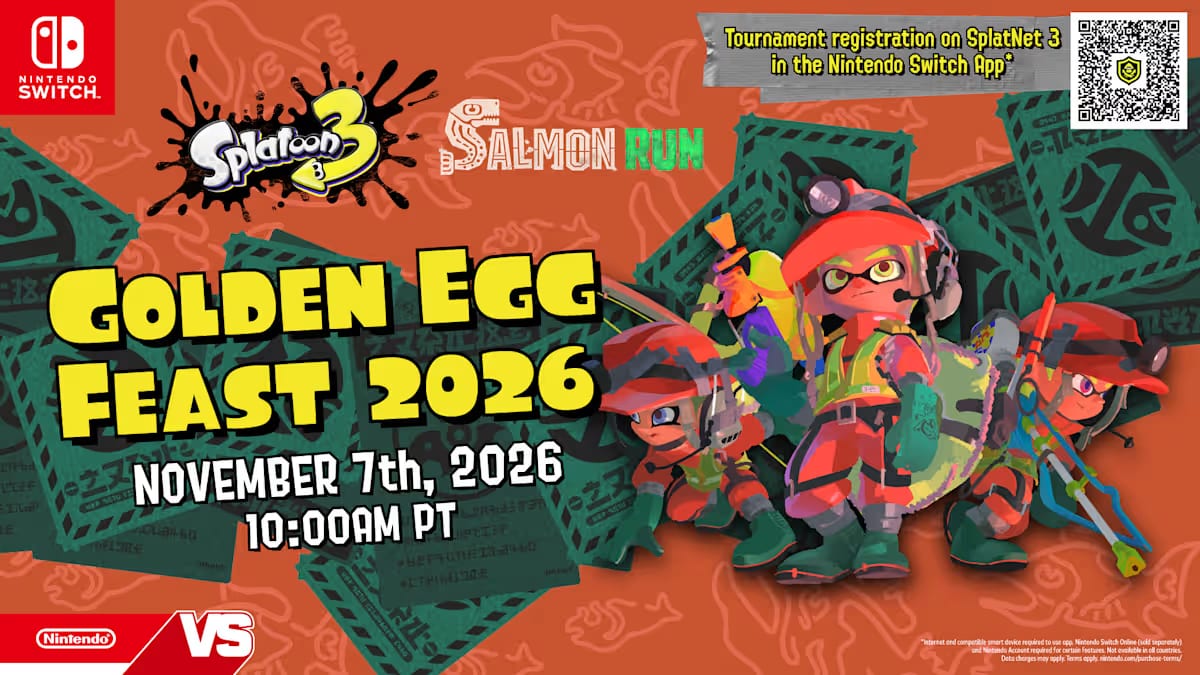 NINTENDO
SWITCH™
Tournament registration on SplatNet 3
in the Nintendo Switch App*
Splatoon 3
SALMON RUN
GOLDEN EGG
FEAST 2026
NOVEMBER 7th, 2026
10:00AM PT
Nintendo®
VS
*Internet and compatible smart device required to use app. Nintendo Switch Online (sold separately)
and Nintendo Account required for certain features. Not available in all countries.
Data charges may apply. Terms apply. nintendo.com/purchase-terms/